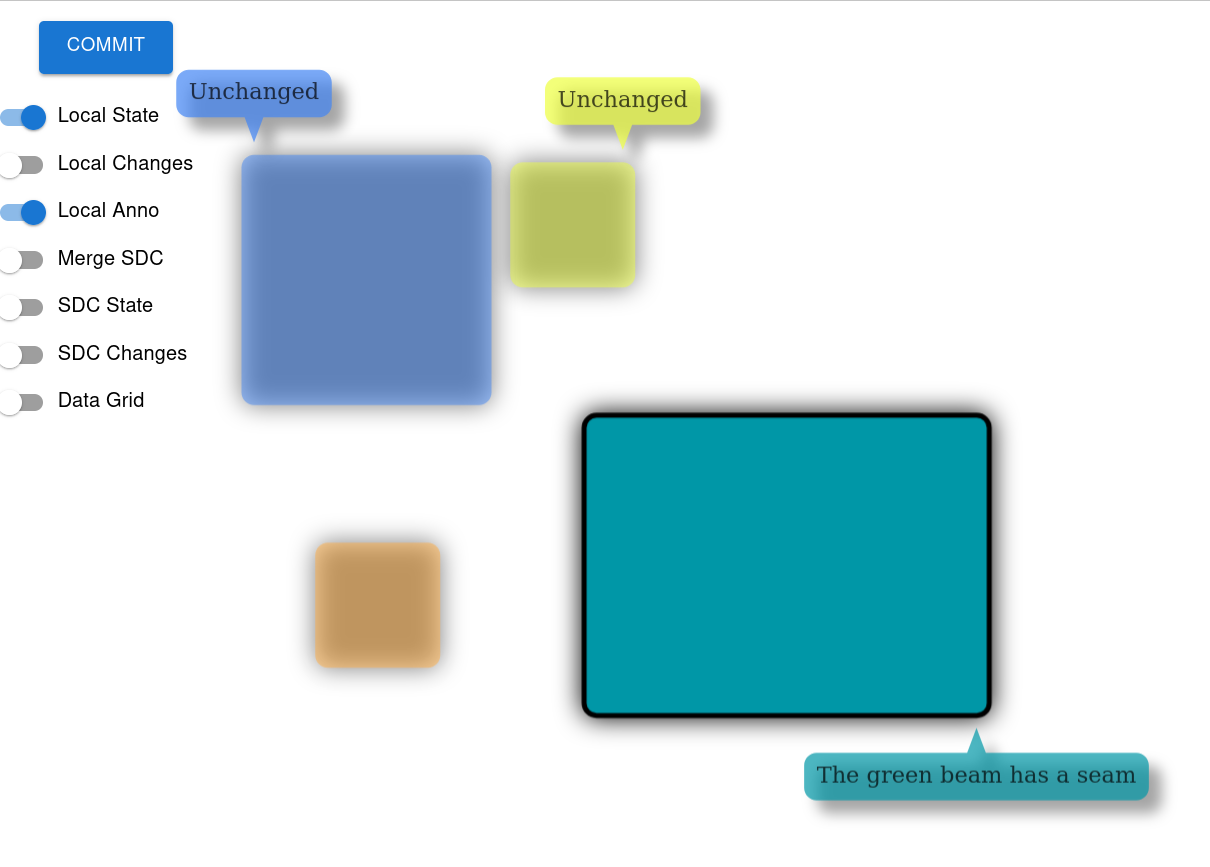 COMMIT
Local State
Local Changes
Local Anno
Merge SDC
SDC State
SDC Changes
Data Grid
Unchanged
Unchanged
The green beam has a seam